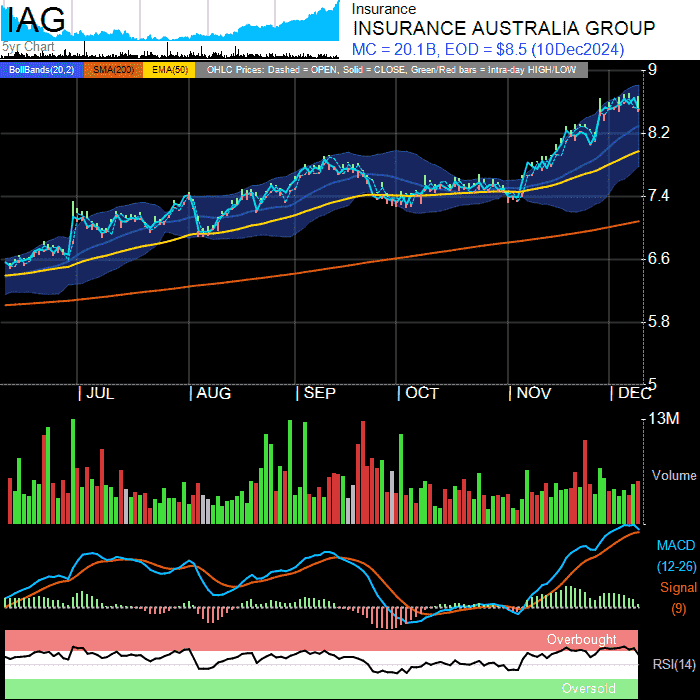 IAG
5yr Chart
Insurance
INSURANCE AUSTRALIA GROUP
MC = 20.1B, EOD = $8.5 (10Dec2024)
BollBands(20,2) SMA(200) EMA(50) OHLC Prices: Dashed = OPEN, Solid = CLOSE, Green/Red bars = Intra-day HIGH/LOW
9
8.2
7.4
6.6
5.8
5
JUL AUG SEP OCT NOV DEC
13M
Volume
MACD
(12-26)
Signal
(9)
Overbought
RSI(14)
Oversold